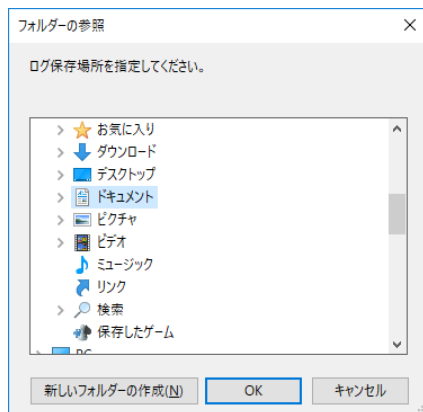 フォルダーの参照
ログ保存場所を指定してください。
お気に入り
ダウンロード
デスクトップ
ドキュメント
ピクチャ
ビデオ
ミュージック
リンク
検索
保存したゲーム
PC
新しいフォルダーの作成(N)
OK
キャンセル